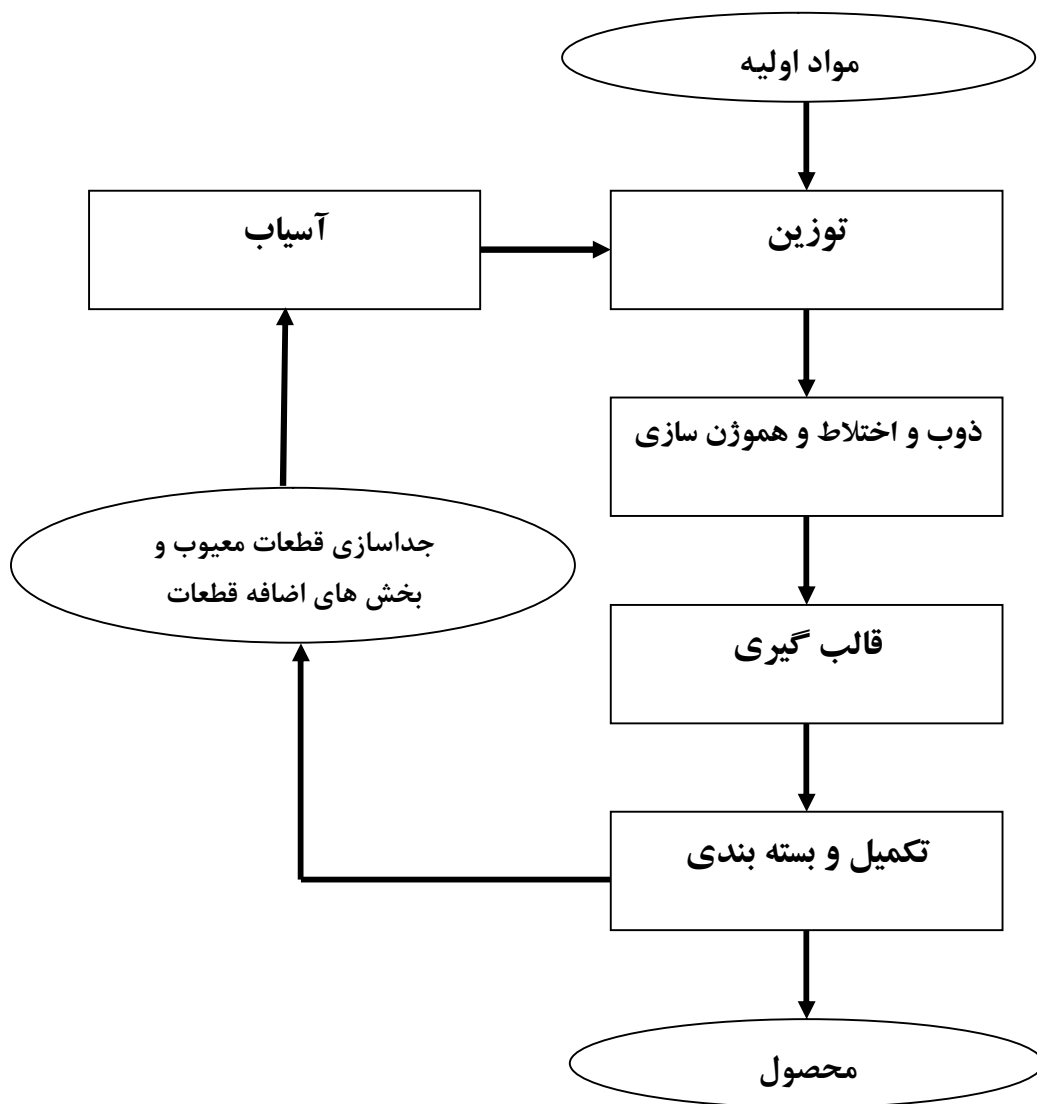 مواد اولیه
توزین
آسیاب
ذوب و اختلاط و هموژن سازی
جداسازی قطعات معیوب و
بخش های اضافه قطعات
قالب گیری
تکمیل و بسته بندی
محصول